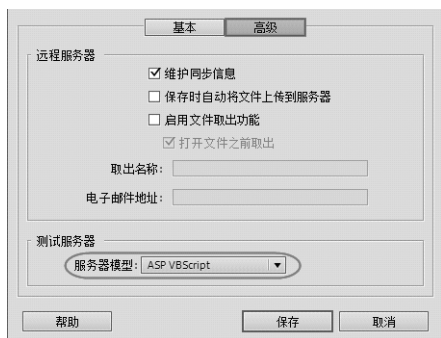 基本 高级
远程服务器
维护同步信息
保存时自动将文件上传到服务器
启用文件取出功能
打开文件之前取出
取出名称:
电子邮件地址:
测试服务器
服务器模型: ASP VBScript
帮助 保存 取消